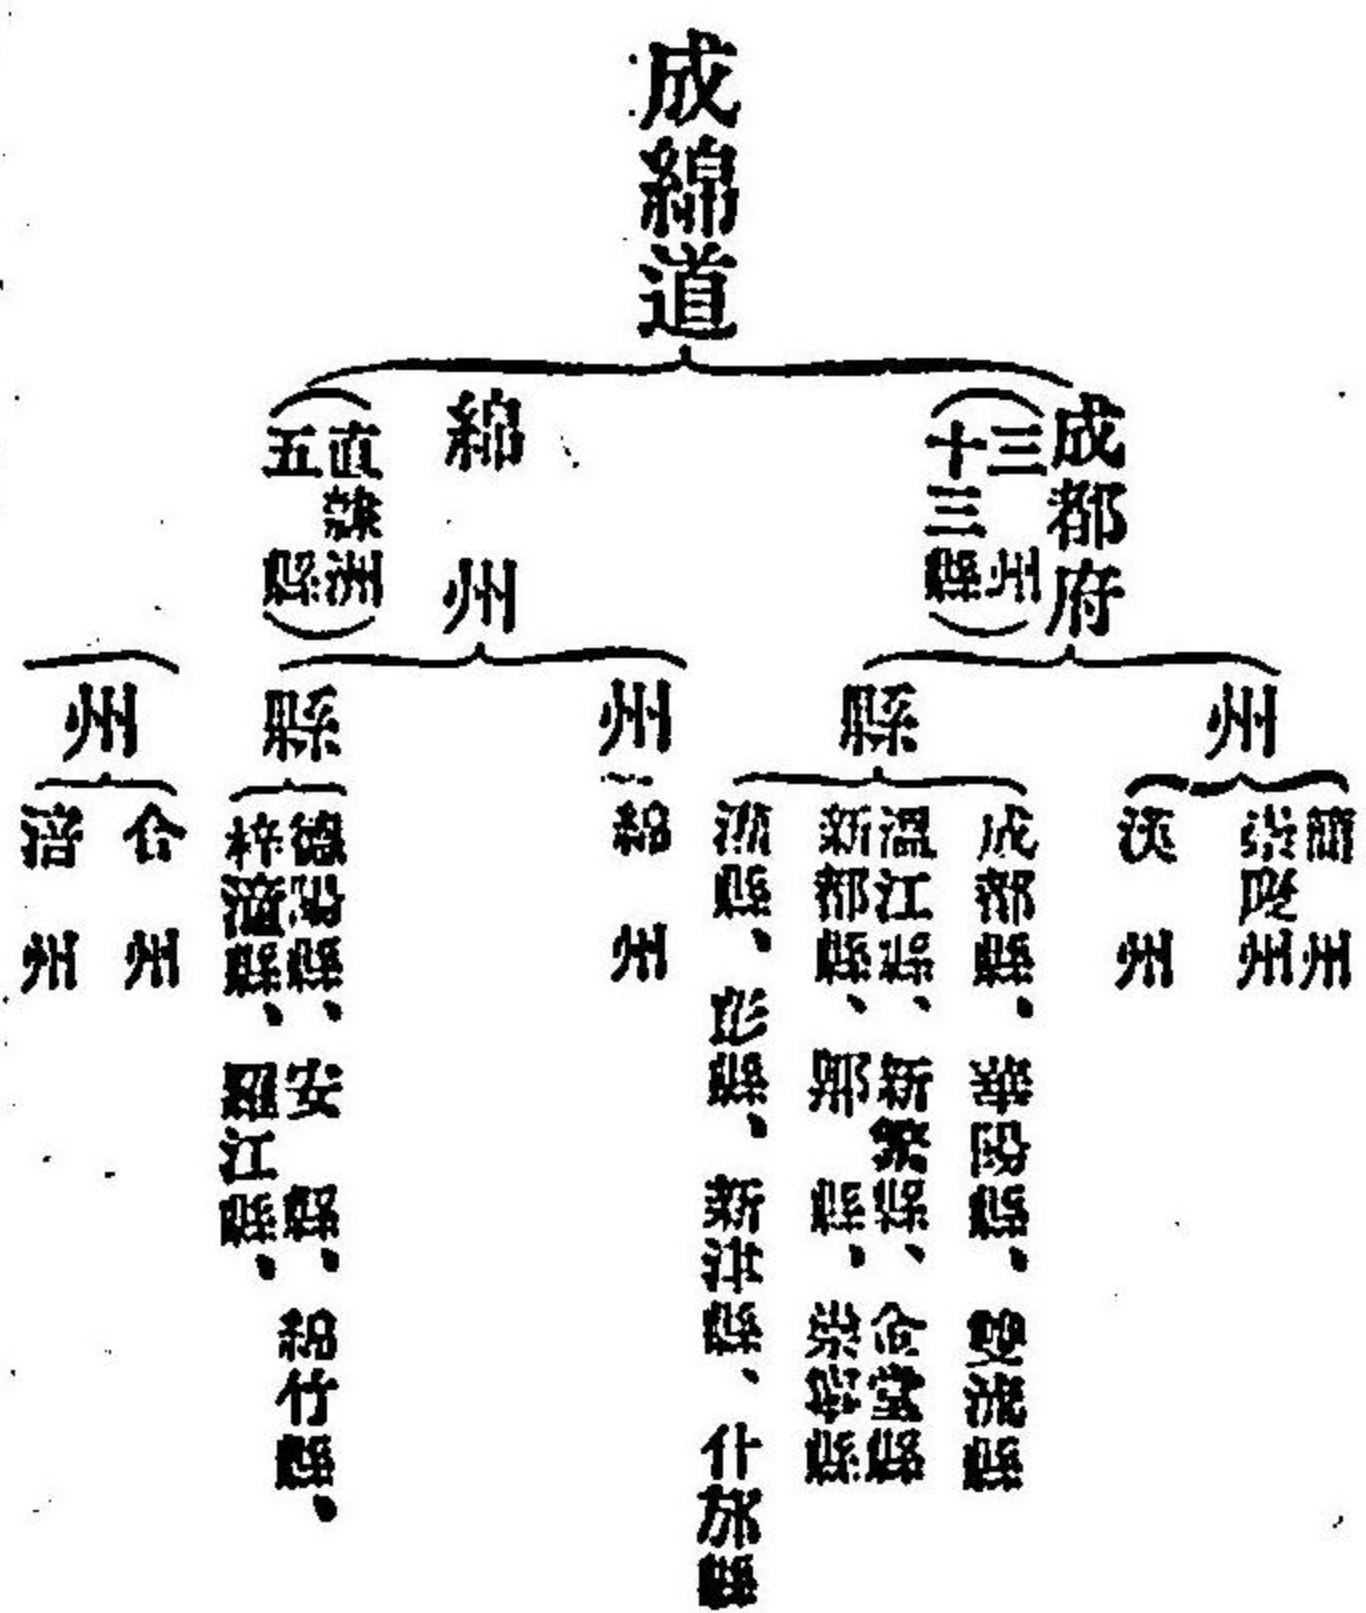 成綿道
成都府
三州
十三縣
綿州
直隸洲
五縣
州
簡州
崇慶州
漢州
縣
成都縣、華陽縣、雙流縣
溫江縣、新繁縣、金堂縣
新都縣、郫縣、崇寧縣
灌縣、彭縣、新津縣、什邡縣
州
綿州
縣
德陽縣、安縣、綿竹縣、
梓潼縣、羅江縣、
州
合州
涪州